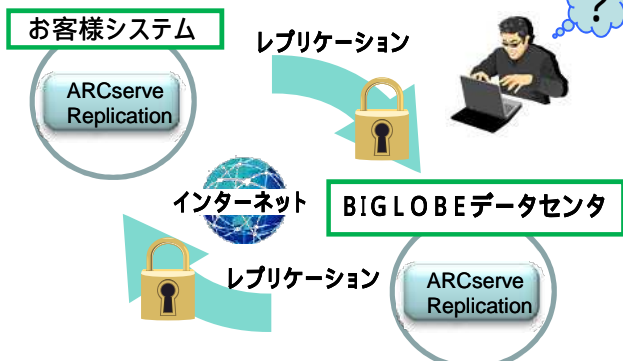 お客様システム
レプリケーション
?
ARCserve
Replication
インターネット
BIGLOBEデータセンタ
レプリケーション
ARCserve
Replication